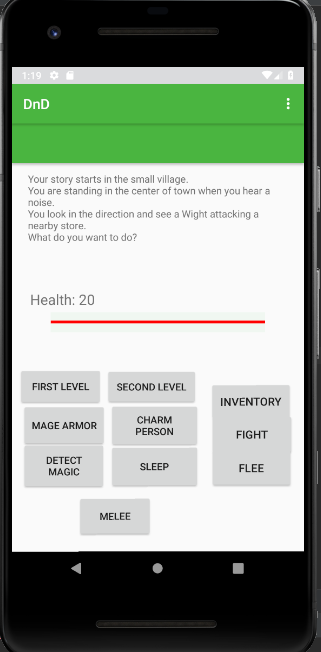 1:19
DnD
Your story starts in the small village.
You are standing in the center of town when you hear a
noise.
You look in the direction and see a Wight attacking a
nearby store.
What do you want to do?
Health: 20
FIRST LEVEL
SECOND LEVEL
INVENTORY
MAGE ARMOR
CHARM
PERSON
FIGHT
DETECT
MAGIC
SLEEP
FLEE
MELEE